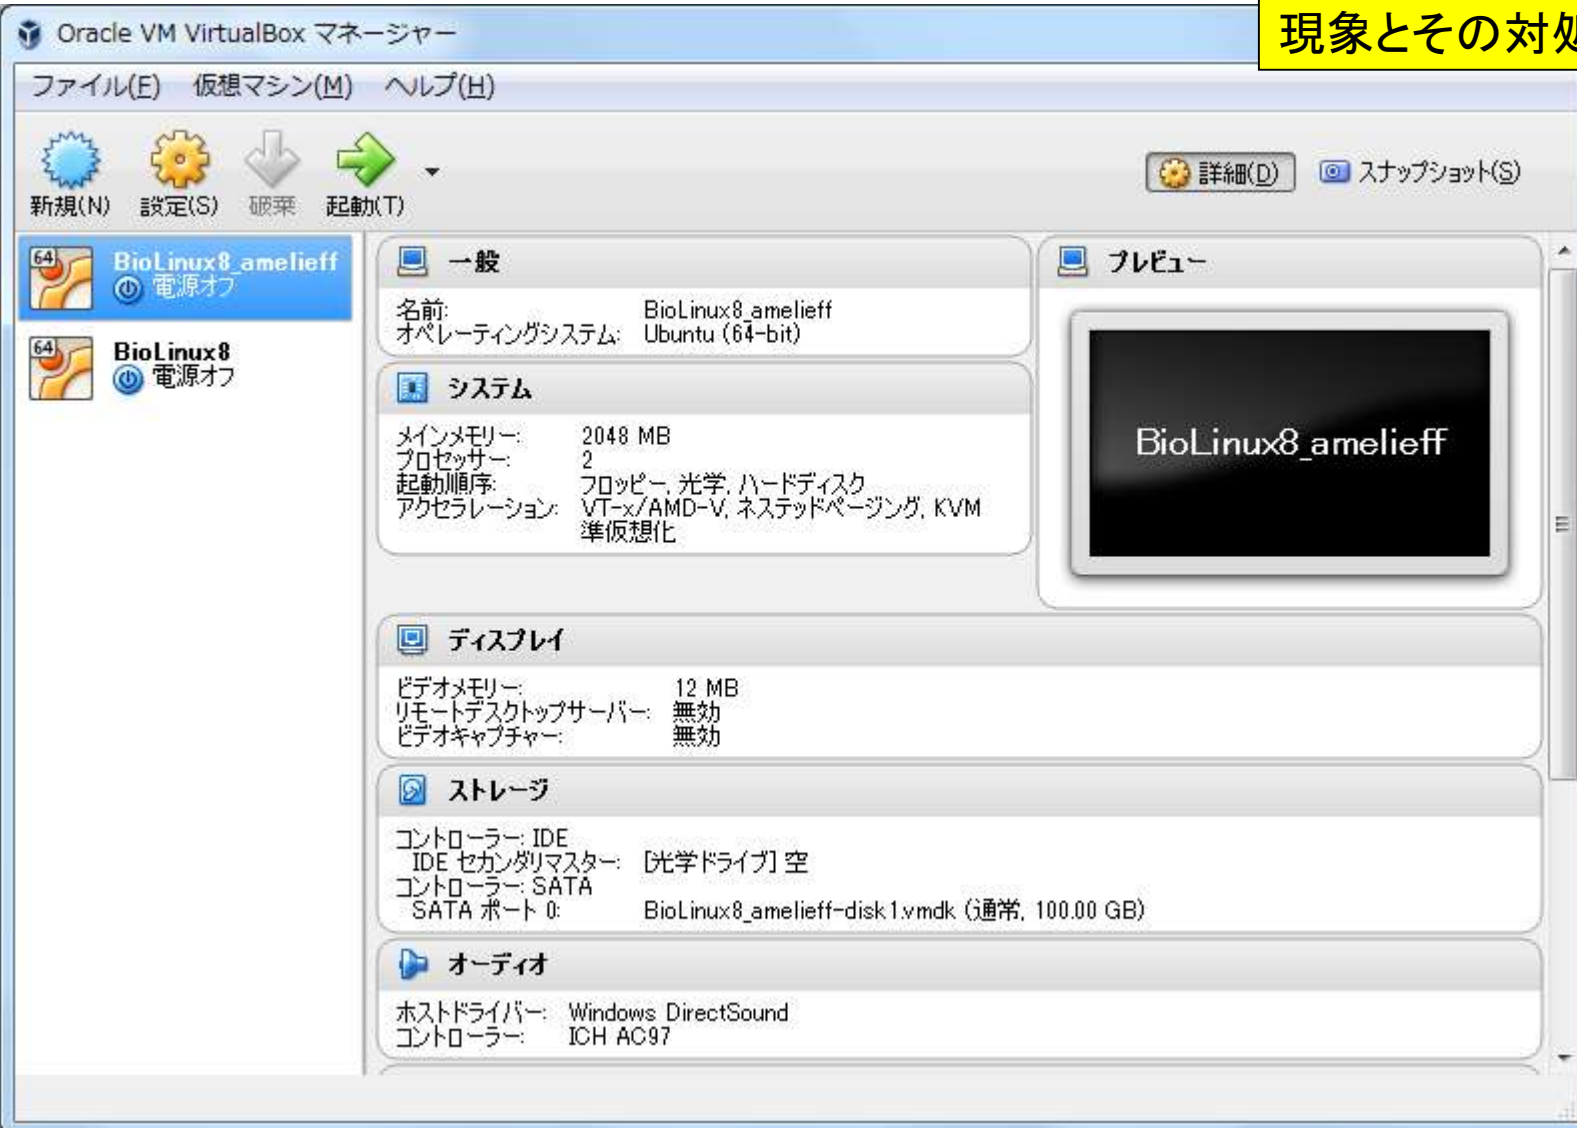 Oracle VM VirtualBox マネージャー
現象とその対処
ファイル(F) 仮想マシン(M) ヘルプ(H)
新規(N) 設定(S) 破棄 起動(T)
詳細(D) スナップショット(S)
64
BioLinux8_amelieff
電源オフ
64
BioLinux8
電源オフ
一般
名前: BioLinux8_amelieff
オペレーティングシステム: Ubuntu (64-bit)
システム
メインメモリー: 2048 MB
プロセッサー: 2
起動順序: フロッピー, 光学, ハードディスク
アクセラレーション: VT-x/AMD-V, ネステッドページング, KVM
準仮想化
プレビュー
BioLinux8_amelieff
ディスプレイ
ビデオメモリー: 12 MB
リモートデスクトップサーバー: 無効
ビデオキャプチャー: 無効
ストレージ
コントローラー: IDE
IDE セカンダリマスター: [光学ドライブ] 空
コントローラー: SATA
SATA ポート 0: BioLinux8_amelieff-disk1.vmdk (通常, 100.00 GB)
オーディオ
ホストドライバー: Windows DirectSound
コントローラー: ICH AC97